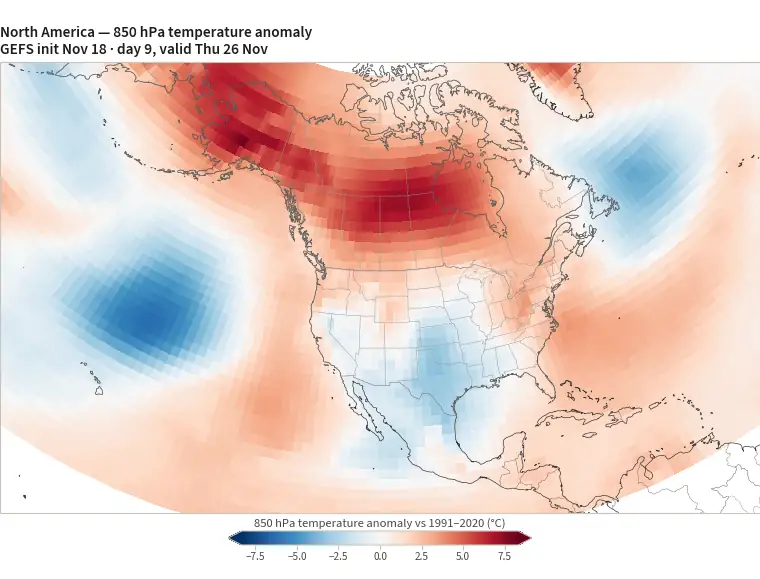 North America — 850 hPa temperature anomaly
GEFS init Nov 18 · day 9, valid Thu 26 Nov
850 hPa temperature anomaly vs 1991–2020 (°C)
−7.5 −5.0 −2.5 0.0 2.5 5.0 7.5